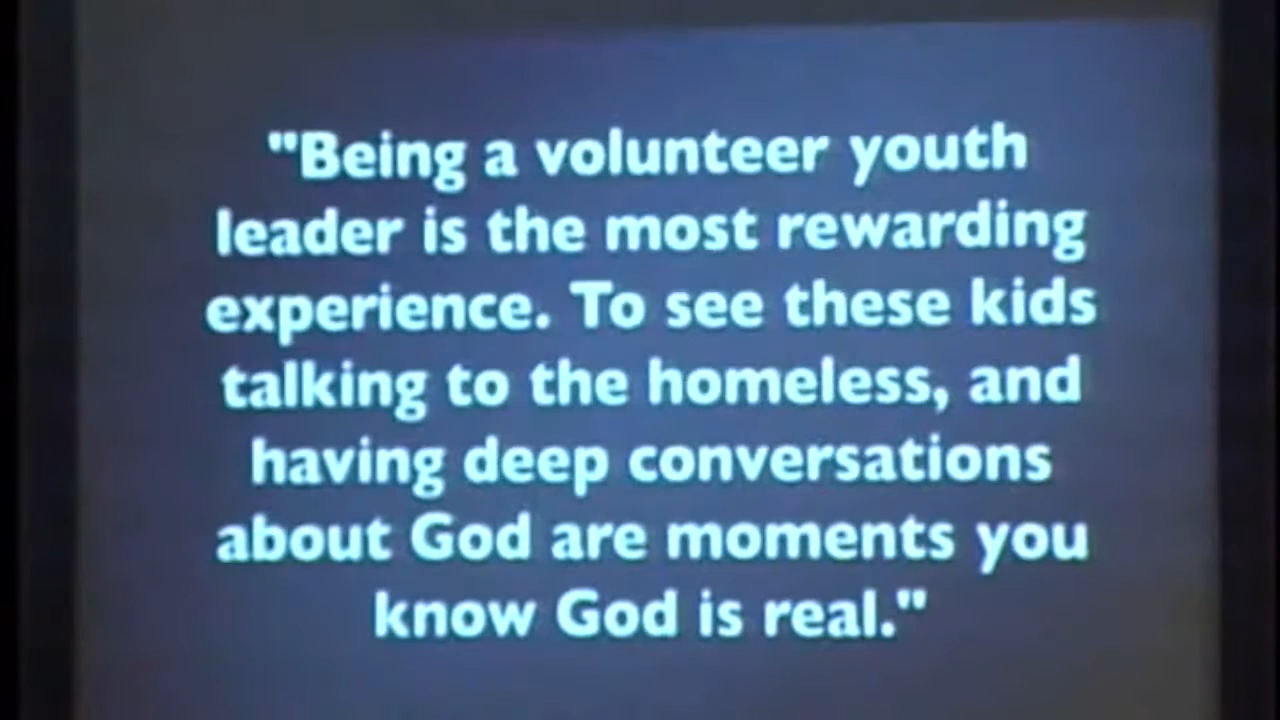 "Being a volunteer youth
leader is the most rewarding
experience. To see these kids
talking to the homeless, and
having deep conversations
about God are moments you
know God is real."